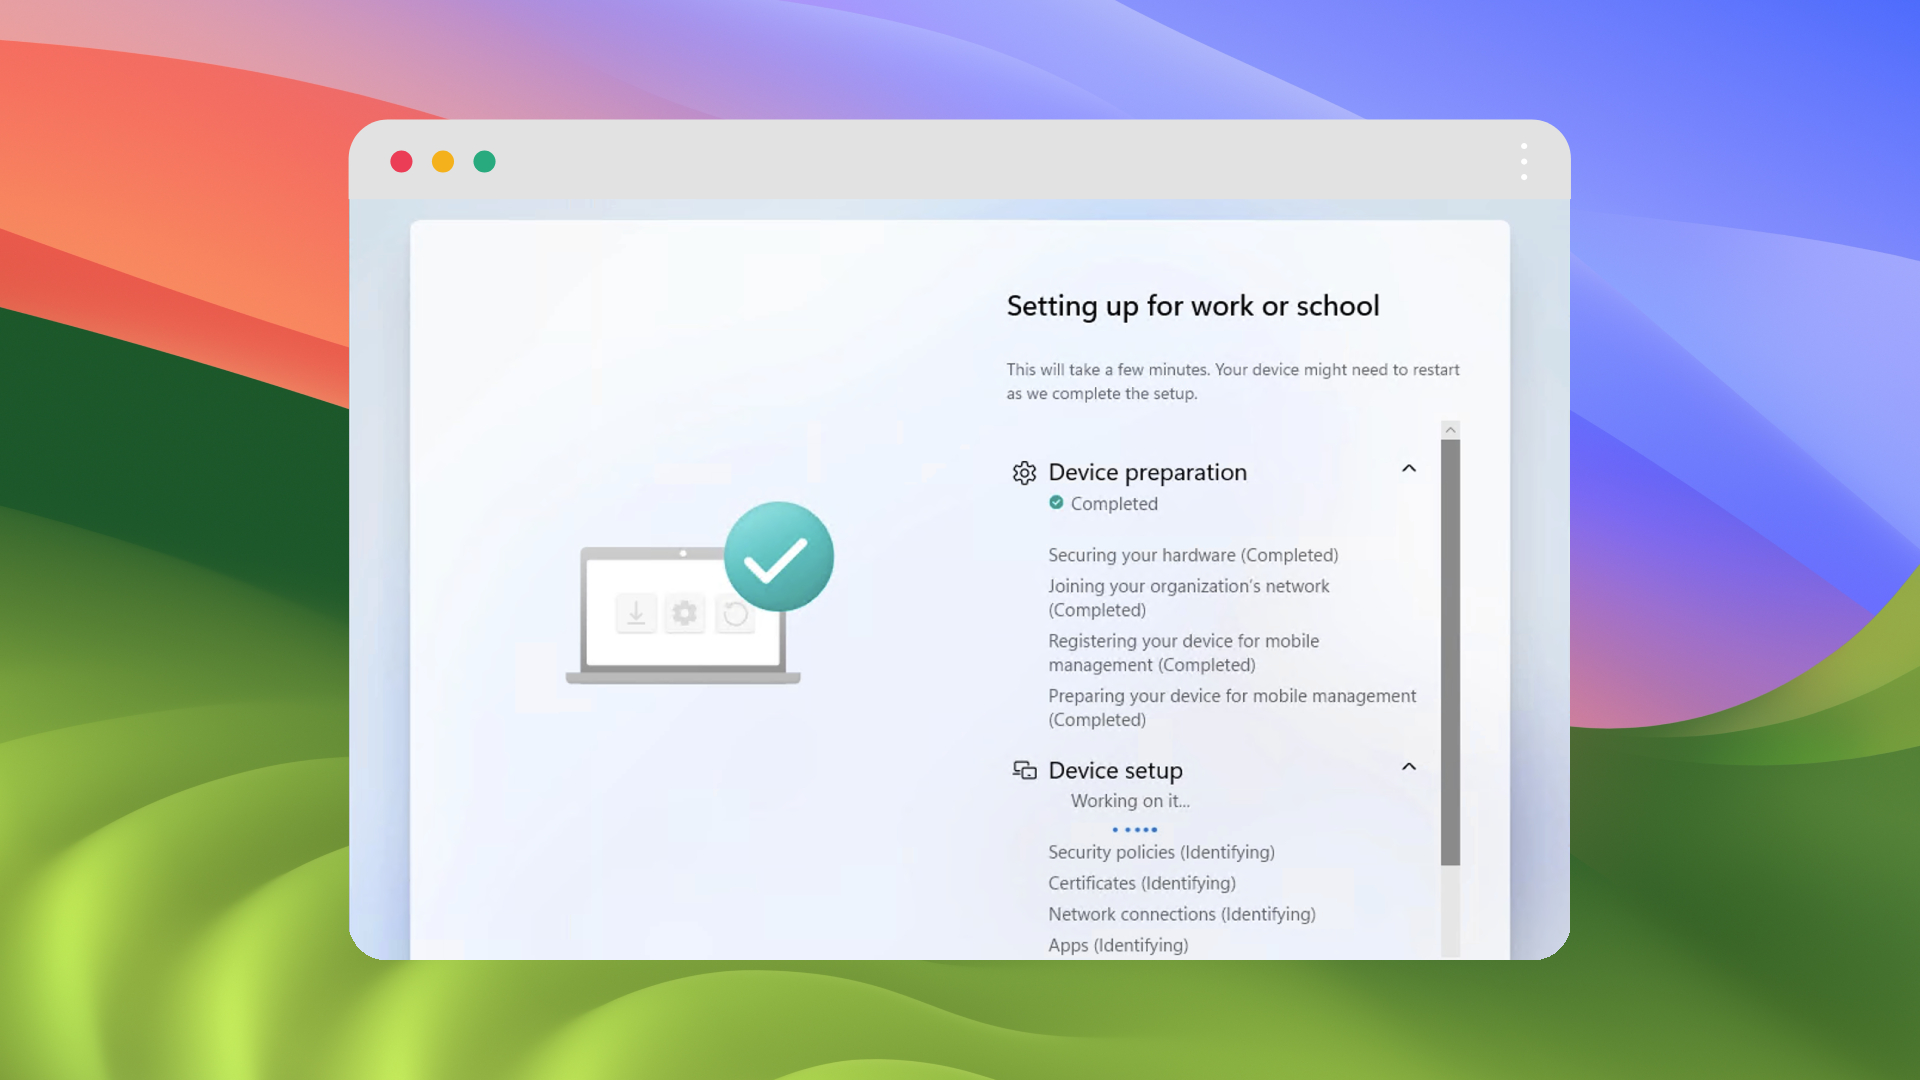 Setting up for work or school
This will take a few minutes. Your device might need to restart
as we complete the setup.
Device preparation
Completed
Securing your hardware (Completed)
Joining your organization's network
(Completed)
Registering your device for mobile
management (Completed)
Preparing your device for mobile management
(Completed)
Device setup
Working on it...
Security policies (Identifying)
Certificates (Identifying)
Network connections (Identifying)
Apps (Identifying)